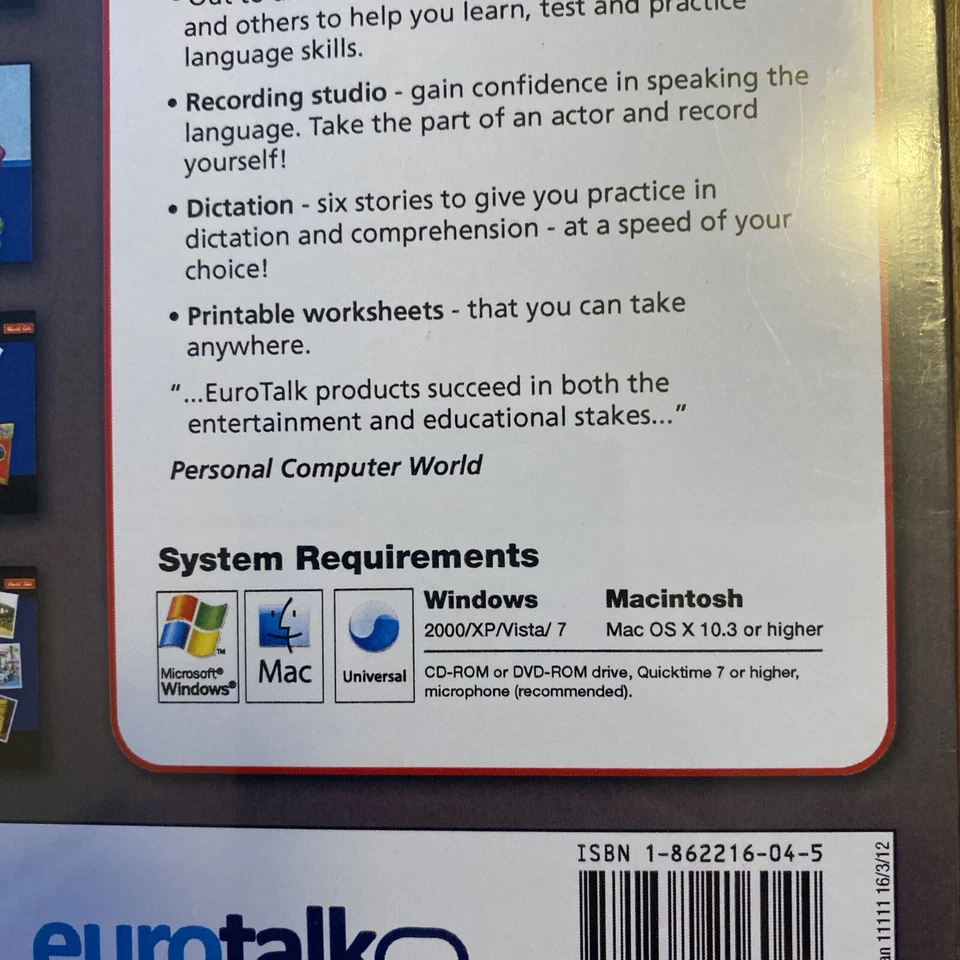 and others to help you learn, test and practice
language skills.
• Recording studio - gain confidence in speaking the
language. Take the part of an actor and record
yourself!
• Dictation - six stories to give you practice in
dictation and comprehension - at a speed of your
choice!
• Printable worksheets - that you can take
anywhere.
"...EuroTalk products succeed in both the
entertainment and educational stakes..."
Personal Computer World
System Requirements
Microsoft®
Windows®
Mac
Universal
Windows
2000/XP/Vista/ 7
Macintosh
Mac OS X 10.3 or higher
CD-ROM or DVD-ROM drive, Quicktime 7 or higher,
microphone (recommended).
ISBN 1-862216-04-5
11111 16/3/12
eurotalk